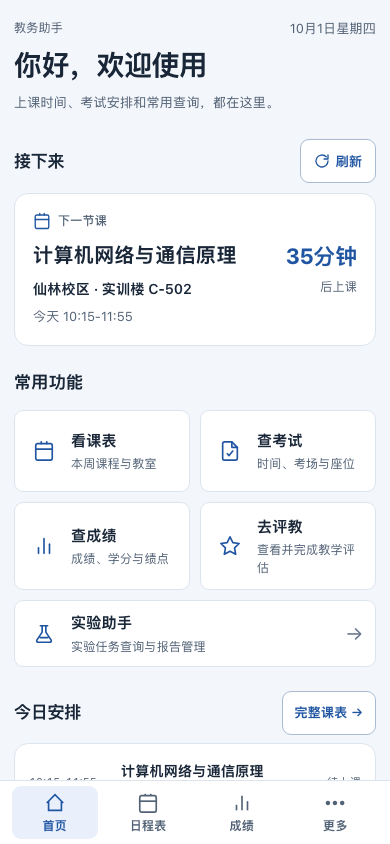 教务助手
10月1日星期四
你好，欢迎使用
上课时间、考试安排和常用查询，都在这里。
接下来
刷新
下一节课
计算机网络与通信原理
35分钟
仙林校区 · 实训楼 C-502
后上课
今天 10:15-11:55
常用功能
看课表
本周课程与教室
查考试
时间、考场与座位
查成绩
成绩、学分与绩点
去评教
查看并完成教学评
估
实验助手
实验任务查询与报告管理
→
今日安排
完整课表 →
计算机网络与通信原理
10:15-11:55
首页
日程表
成绩
更多